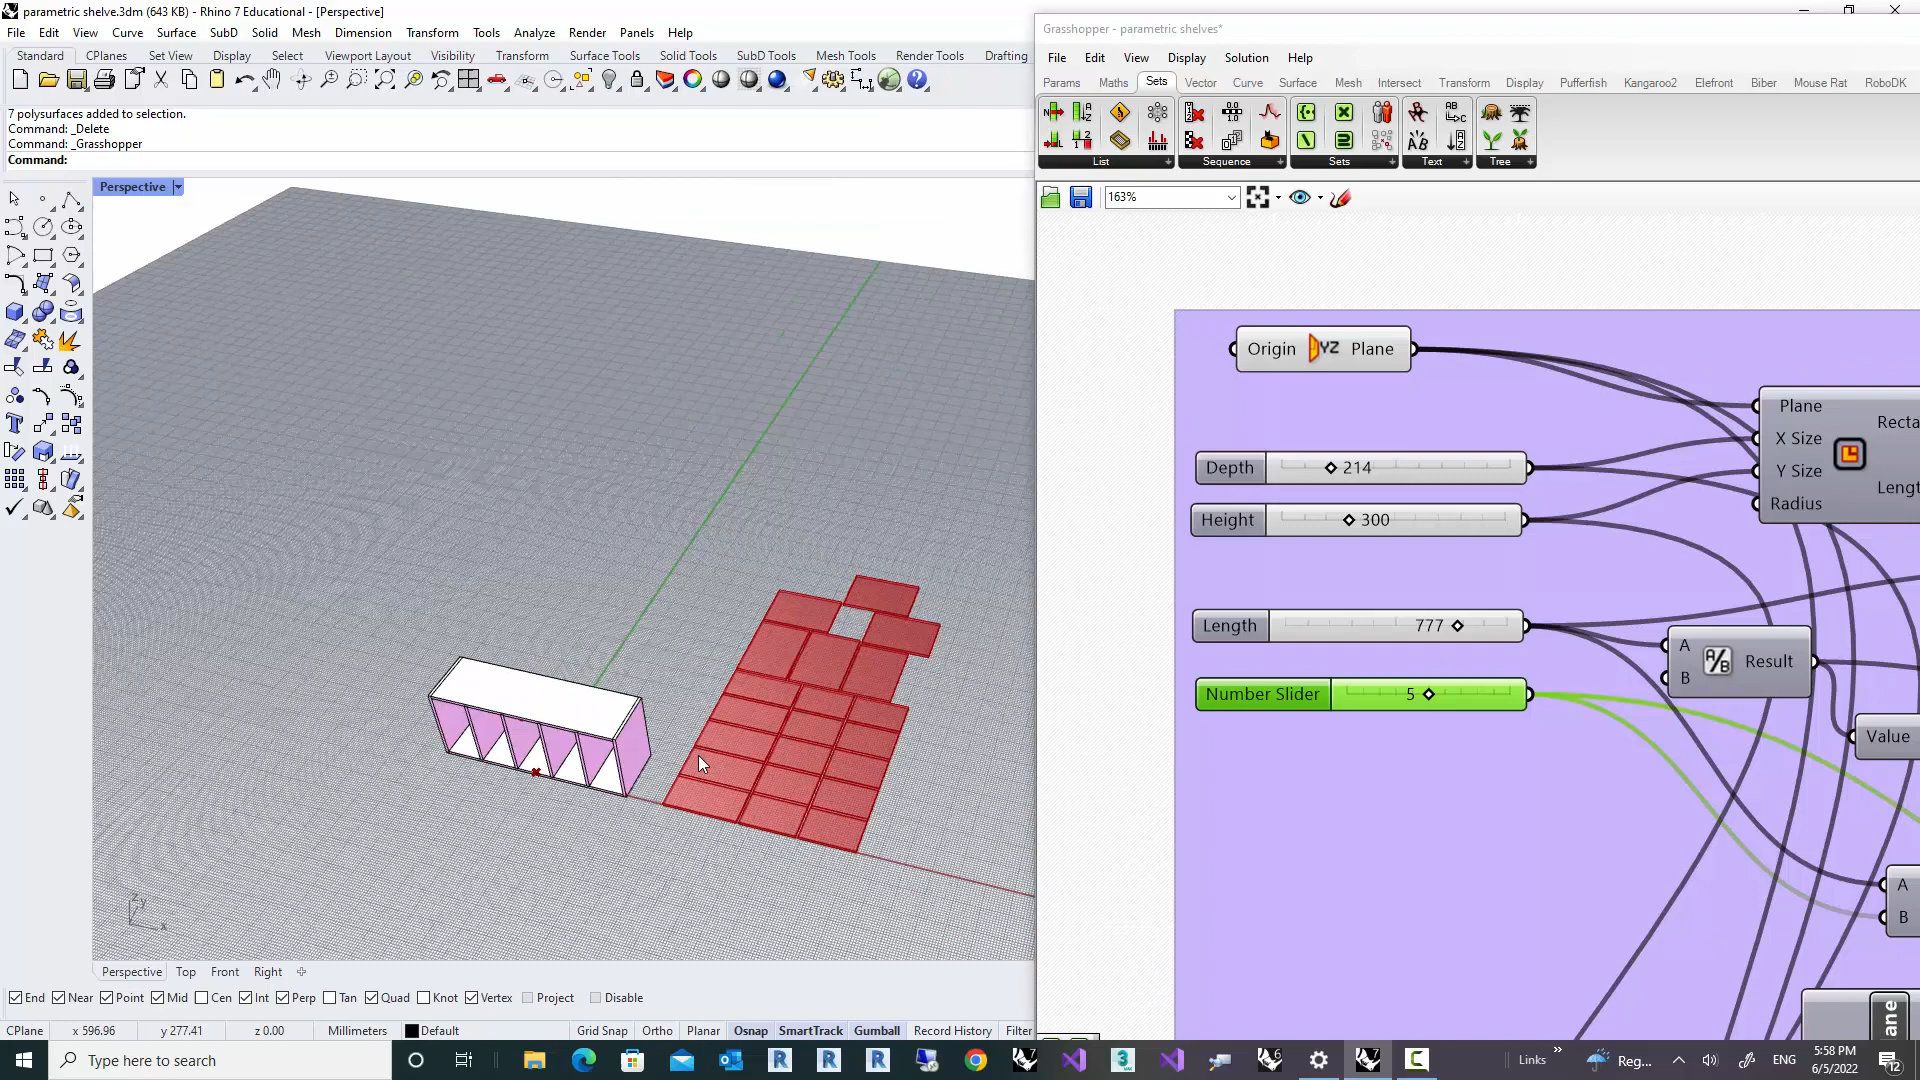 parametric shelve.3dm (643 KB) - Rhino 7 Educational - [Perspective]
File Edit View Curve Surface SubD Solid Mesh Dimension Transform Tools Analyze Render Panels Help
Standard CPlanes Set View Display Select Viewport Layout Visibility Transform Surface Tools Solid Tools SubD Tools Mesh Tools Render Tools Drafting
7 polysurfaces added to selection.
Command: _Delete
Command: _Grasshopper
Command:
Perspective
z y
x
Perspective Top Front Right
End Near Point Mid Cen Int Perp Tan Quad Knot Vertex Project Disable
CPlane x 596.96 y 277.41 z 0.00 Millimeters Default Grid Snap Ortho Planar Osnap SmartTrack Gumball Record History Filter
Grasshopper - parametric shelves*
File Edit View Display Solution Help
Params Maths Sets Vector Curve Surface Mesh Intersect Transform Display Pufferfish Kangaroo2 Elefront Biber Mouse Rat RoboDK
List Sequence Sets Text Tree
163%
Origin YZ Plane
Plane
X Size
Y Size
Radius
Recta
Length
Depth 214
Height 300
Length 777
Number Slider 5
A
B
A/B
Result
Value
A
B
ane
Type here to search
Links
Reg...
ENG
5:58 PM
6/5/2022
12